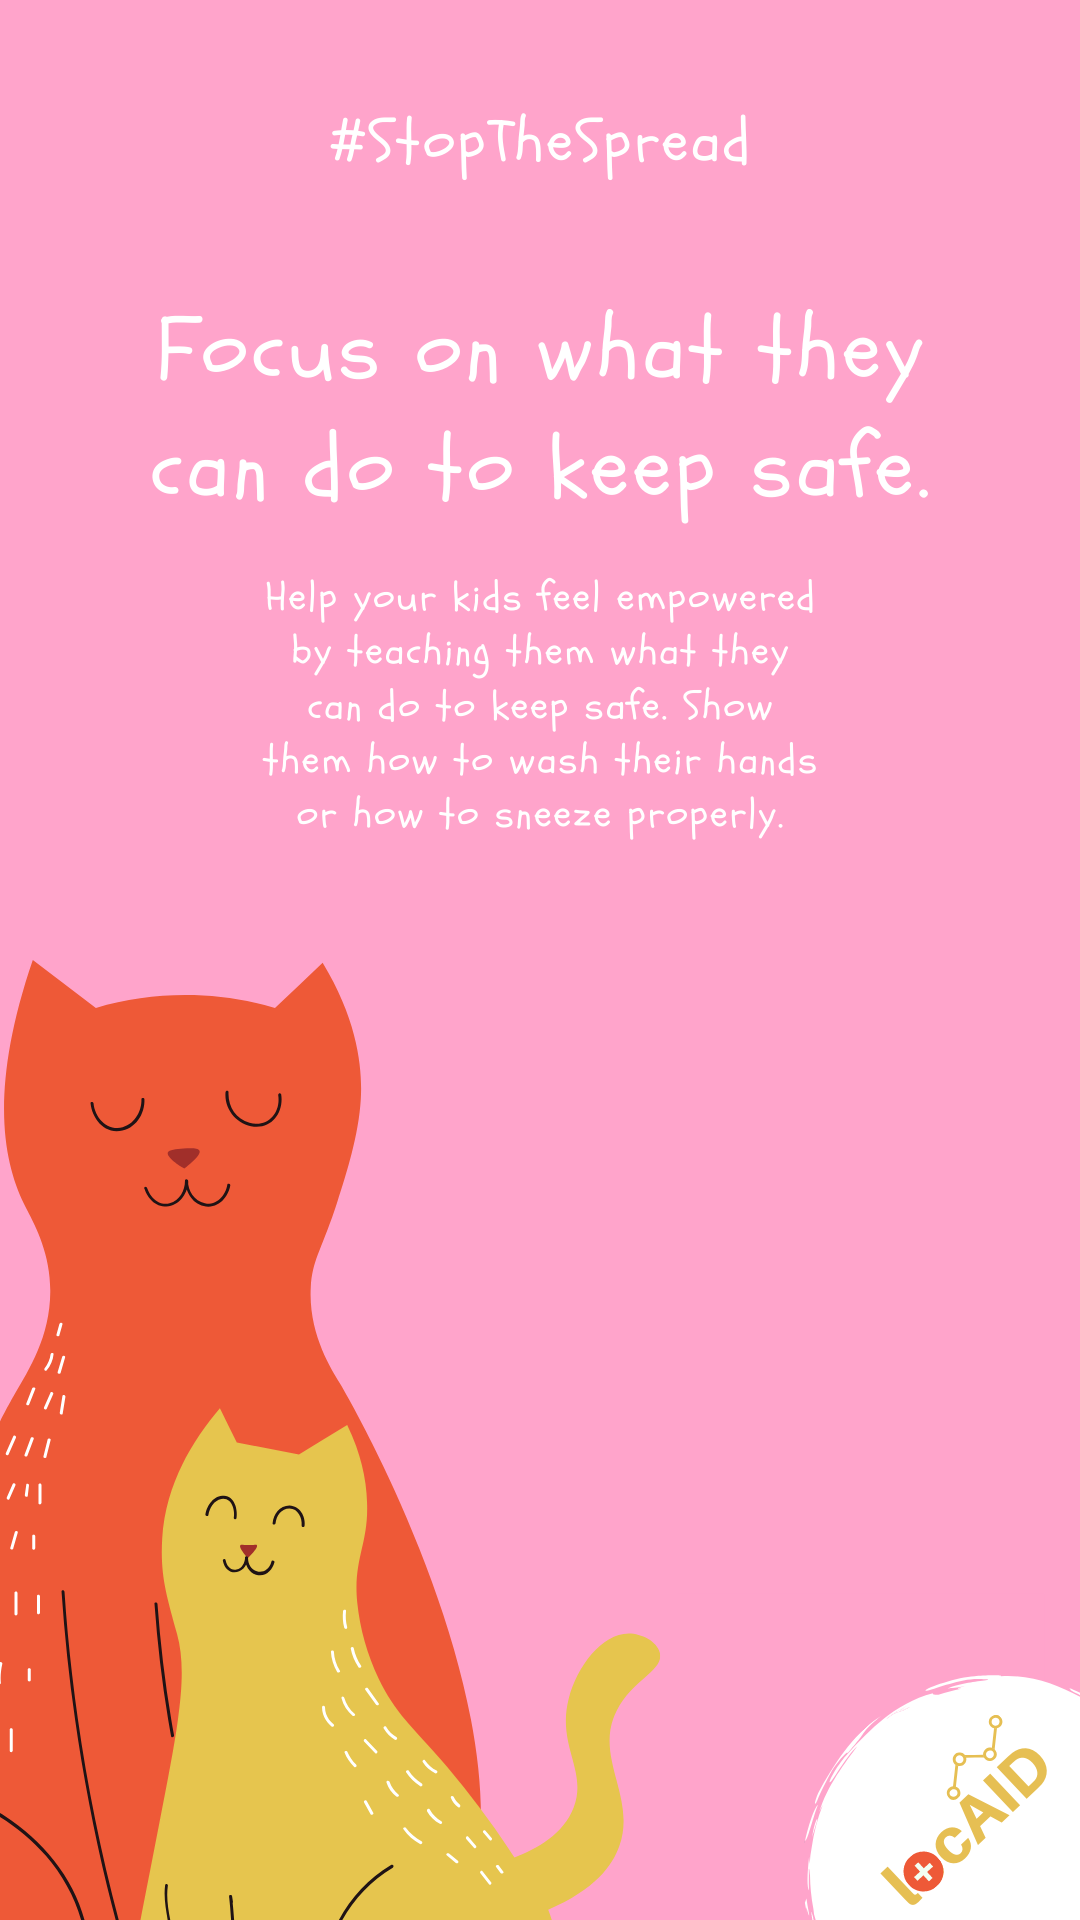 #StopTheSpread
Focus on what they
can do to keep safe.
Help your kids feel empowered
by teaching them what they
can do to keep safe. Show
them how to wash their hands
or how to sneeze properly.
locAID